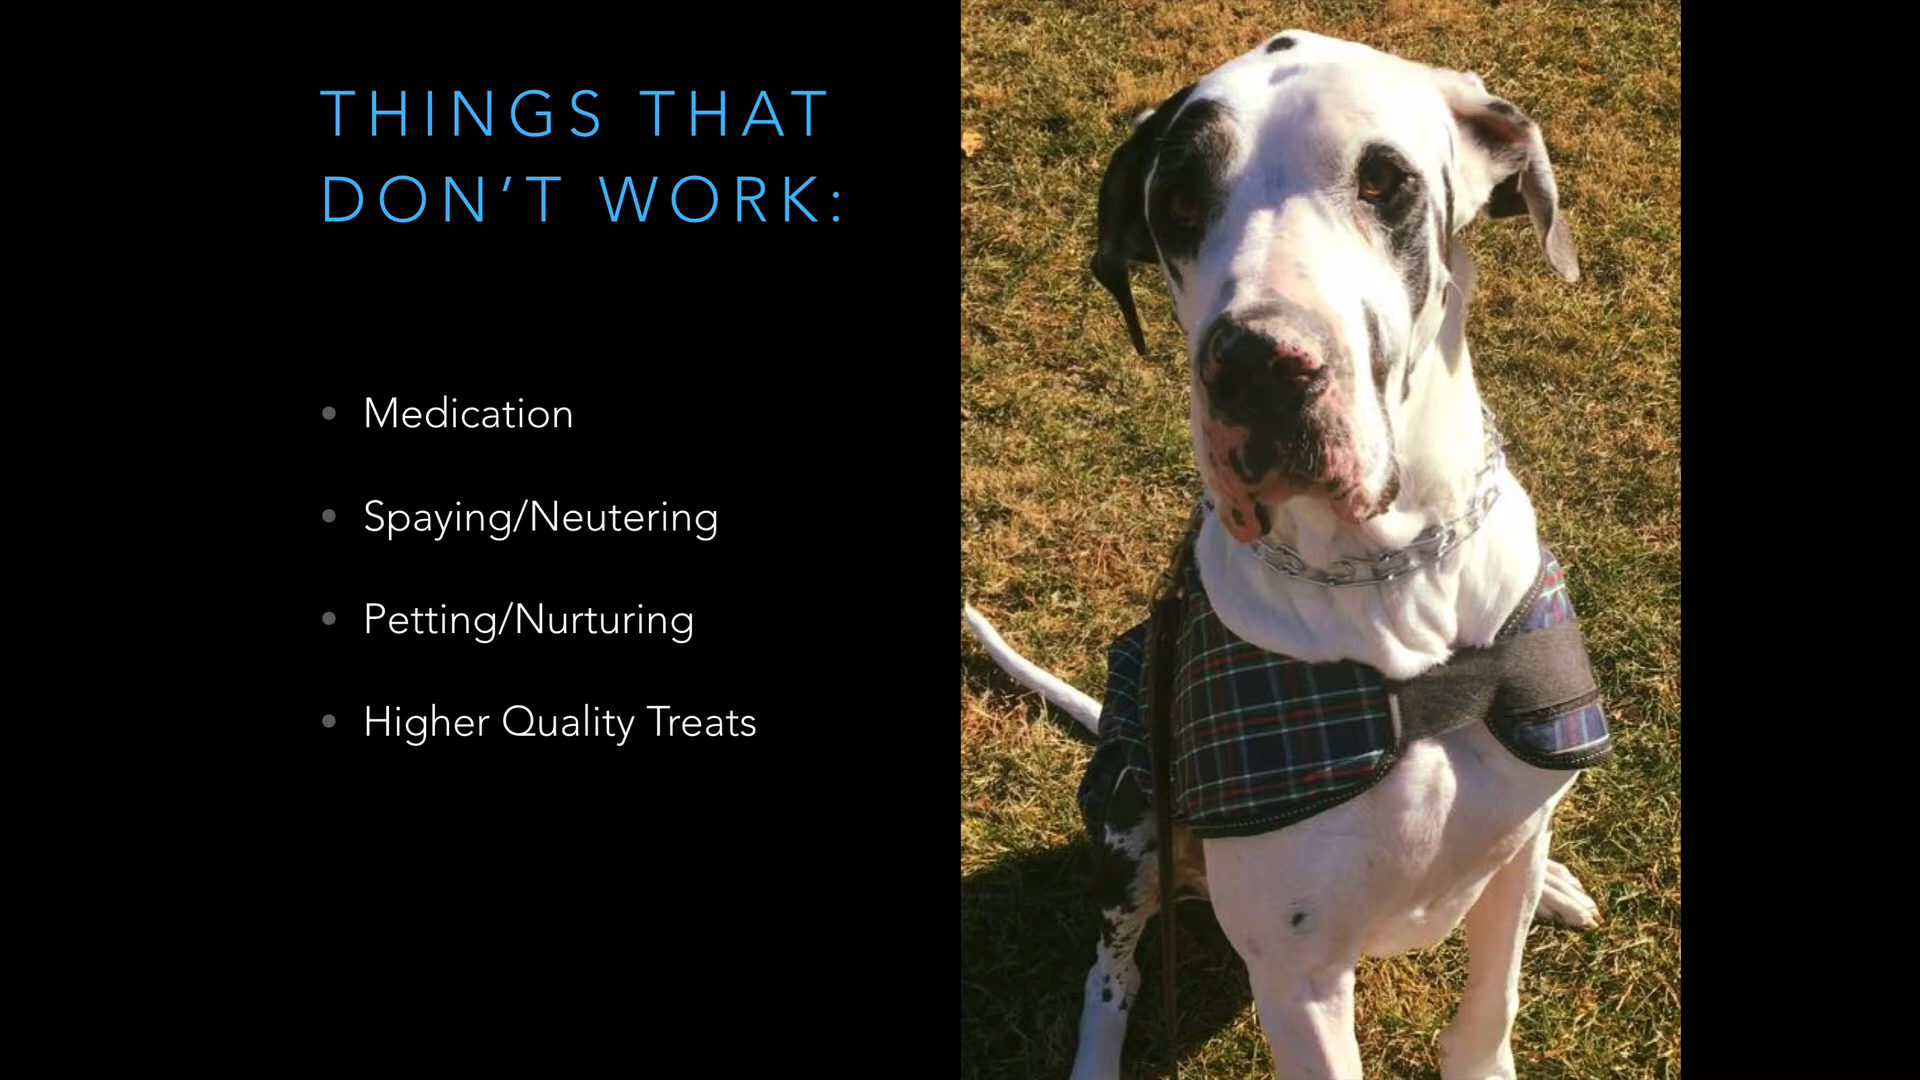 THINGS THAT
DON’T WORK:
• Medication
• Spaying/Neutering
• Petting/Nurturing
• Higher Quality Treats